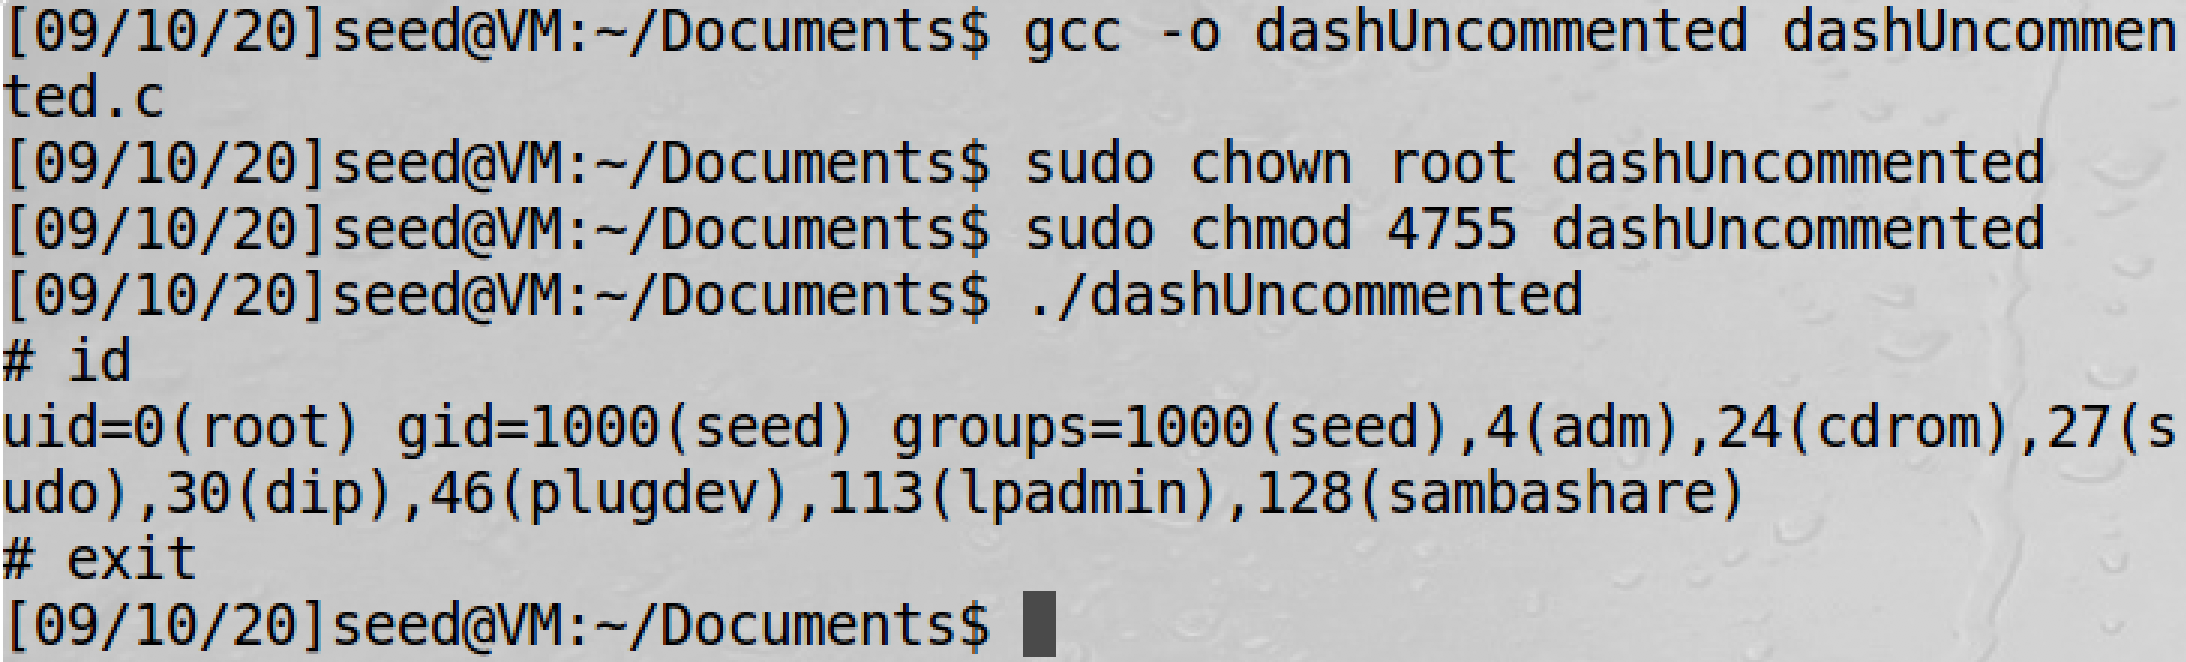 [09/10/20]seed@VM:~/Documents$ gcc -o dashUncommented dashUncommen
ted.c
[09/10/20]seed@VM:~/Documents$ sudo chown root dashUncommented
[09/10/20]seed@VM:~/Documents$ sudo chmod 4755 dashUncommented
[09/10/20]seed@VM:~/Documents$ ./dashUncommented
# id
uid=0(root) gid=1000(seed) groups=1000(seed),4(adm),24(cdrom),27(s
udo),30(dip),46(plugdev),113(lpadmin),128(sambashare)
# exit
[09/10/20]seed@VM:~/Documents$